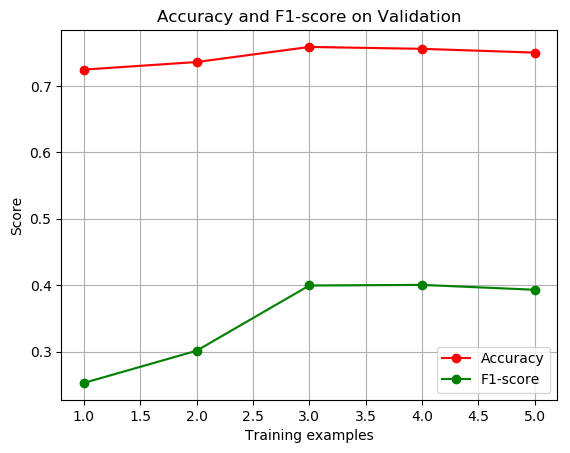 Accuracy and F1-score on Validation
Score
0.7
0.6
0.5
0.4
0.3
Accuracy
F1-score
1.0 1.5 2.0 2.5 3.0 3.5 4.0 4.5 5.0
Training examples